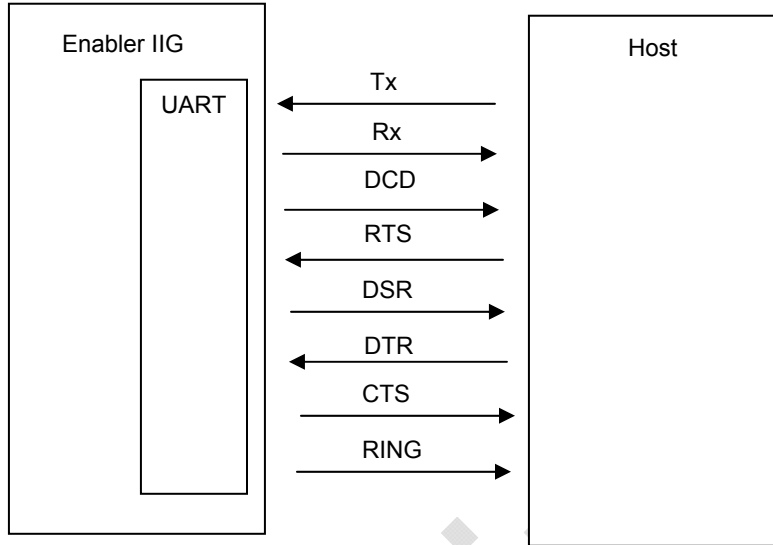 Enabler IIG
Host
UART
Tx
Rx
DCD
RTS
DSR
DTR
CTS
RING